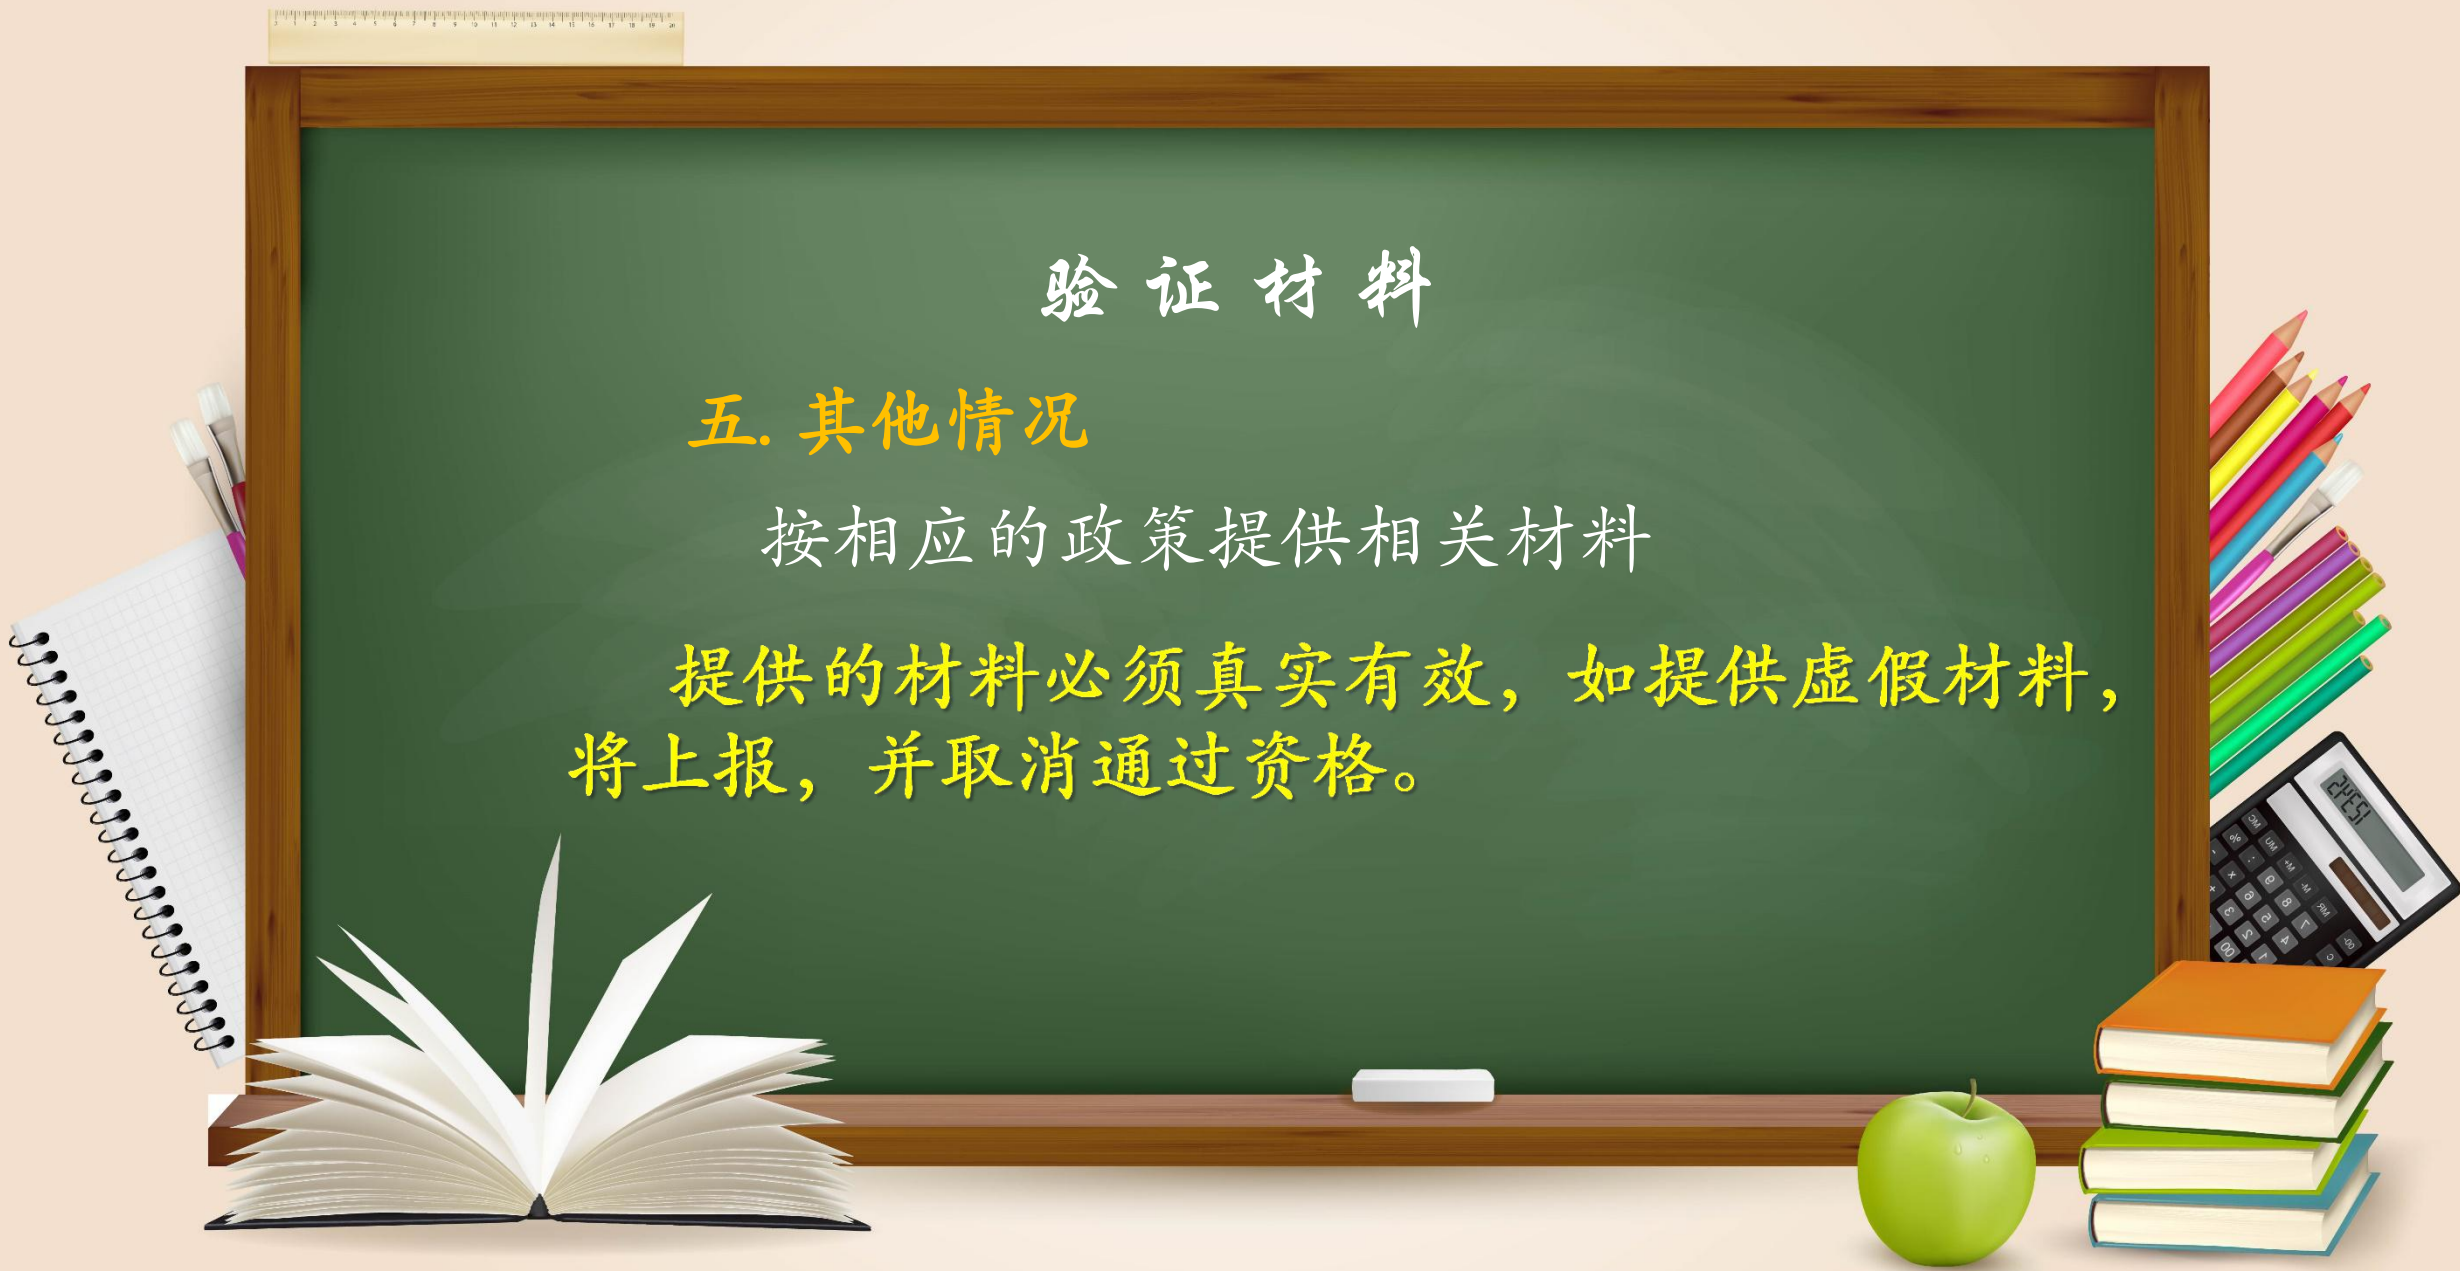 验证材料
五. 其他情况
按相应的政策提供相关材料
提供的材料必须真实有效，如提供虚假材料，
将上报，并取消通过资格。